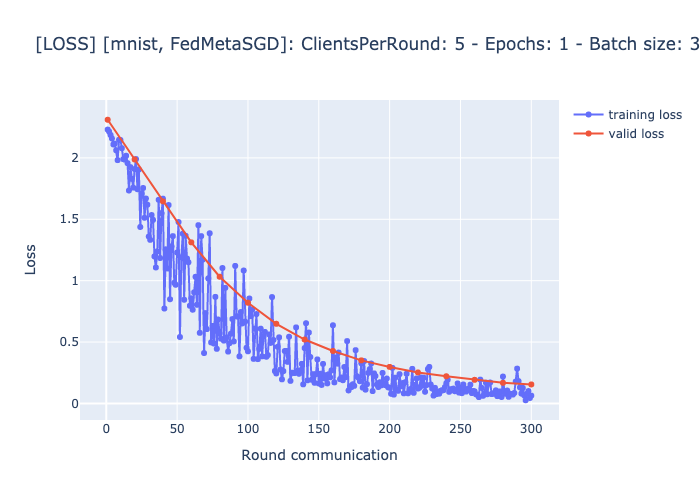 [LOSS] [mnist, FedMetaSGD]: ClientsPerRound: 5 - Epochs: 1 - Batch size: 3
training loss
valid loss
2
1.5
1
0.5
0
Loss
0
50
100
150
200
250
300
Round communication